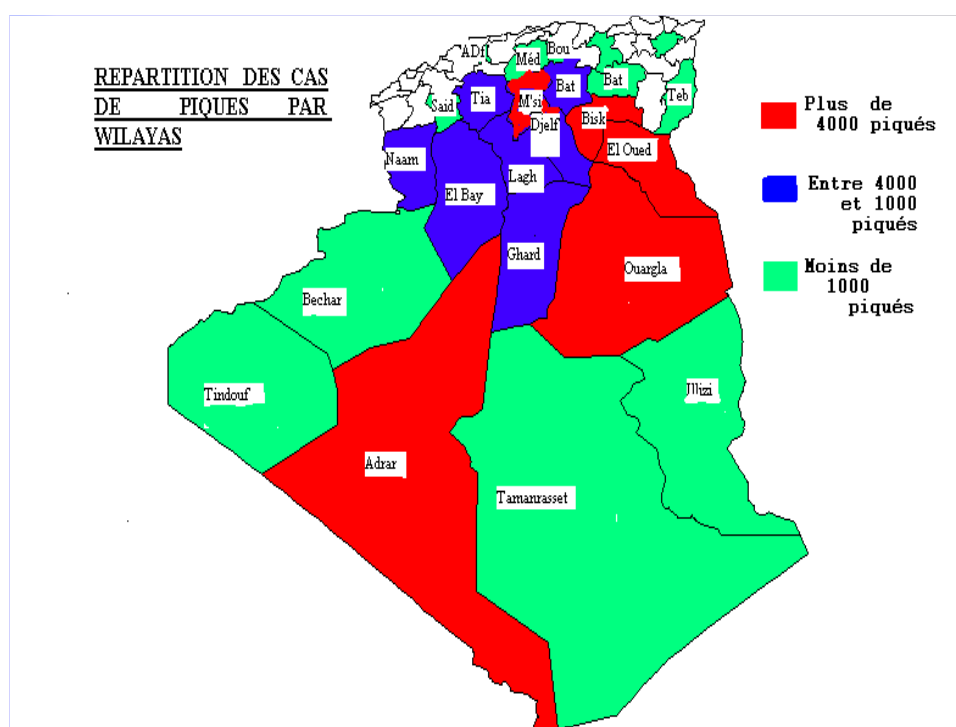 REPARTITION DES CAS
DE PIQUES PAR
WILAYAS
ADf
Méd
Bou
Saïd
Tia
M'si
Bat
Bat
Teb
Djelf
Bisk
El Oued
Naam
El Bay
Lagh
Ghard
Ouargla
Bechar
Tindouf
Adrar
Tamanrasset
Illizi
Plus de
4000 piqués
Entre 4000
et 1000
piqués
Moins de
1000
piqués